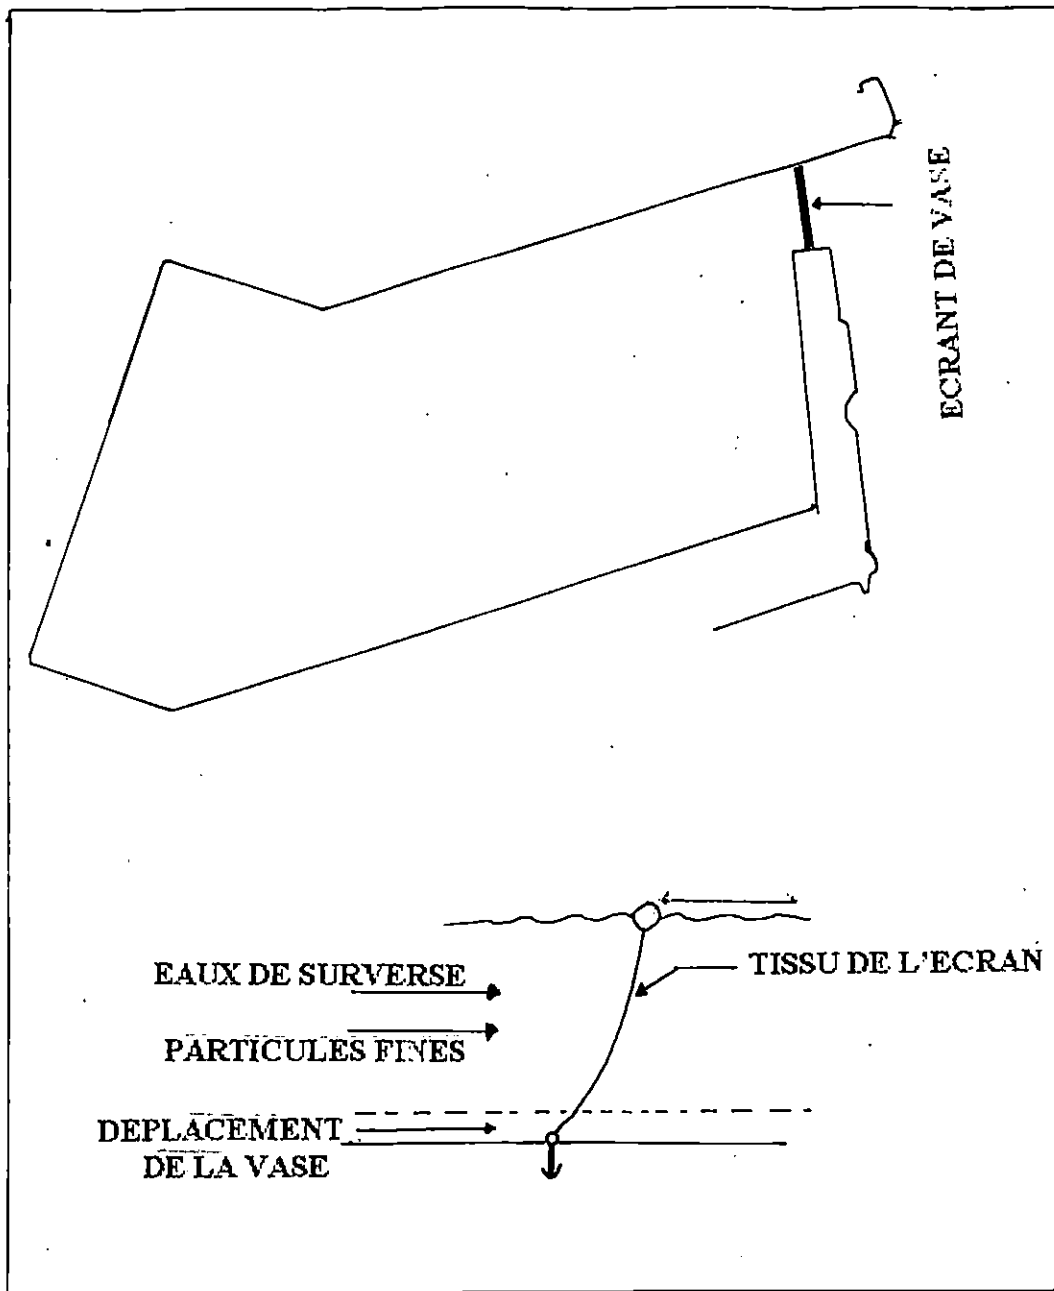 ECRANT DE VASE
EAUX DE SURVERSE
TISSU DE L'ECRAN
PARTICULES FINES
DEPLACEMENT
DE LA VASE